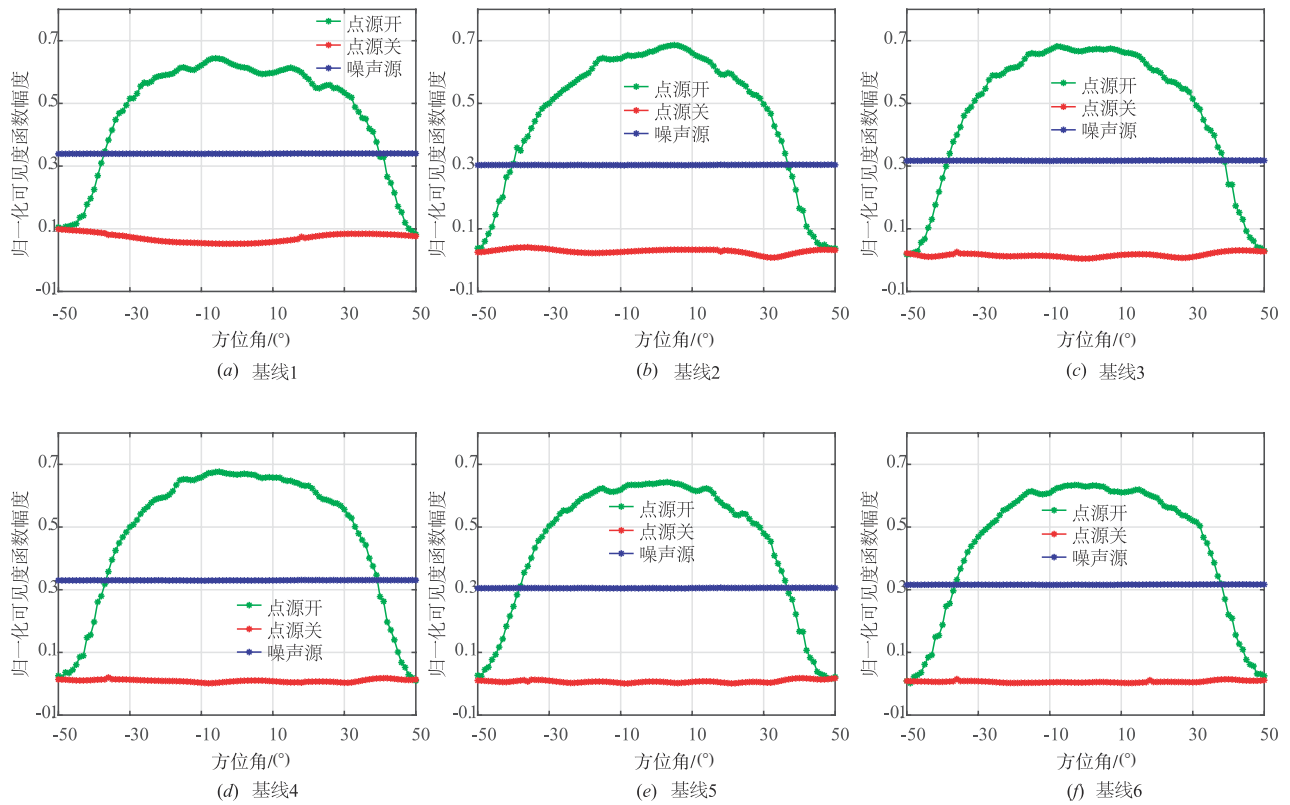 0.7
0.5
0.3
0.1
-01
归一化可见度函数幅度
点源开
点源关
噪声源
-50
-30
-10
10
30
50
方位角/(°)
(a) 基线1
0.7
0.5
0.3
0.1
-0.1
归一化可见度函数幅度
点源开
点源关
噪声源
-50
-30
-10
10
30
50
方位角/(°)
(b) 基线2
0.7
0.5
0.3
0.1
-0.1
归一化可见度函数幅度
点源开
点源关
噪声源
-50
-30
-10
10
30
50
方位角/(°)
(c) 基线3
0.7
0.5
0.3
0.1
-01
归一化可见度函数幅度
点源开
点源关
噪声源
-50
-30
-10
10
30
50
方位角/(°)
(d) 基线4
0.7
0.5
0.3
0.1
-0.1
归一化可见度函数幅度
点源开
点源关
噪声源
-50
-30
-10
10
30
50
方位角/(°)
(e) 基线5
0.7
0.5
0.3
0.1
-01
归一化可见度函数幅度
点源开
点源关
噪声源
-50
-30
-10
10
30
50
方位角/(°)
(f) 基线6